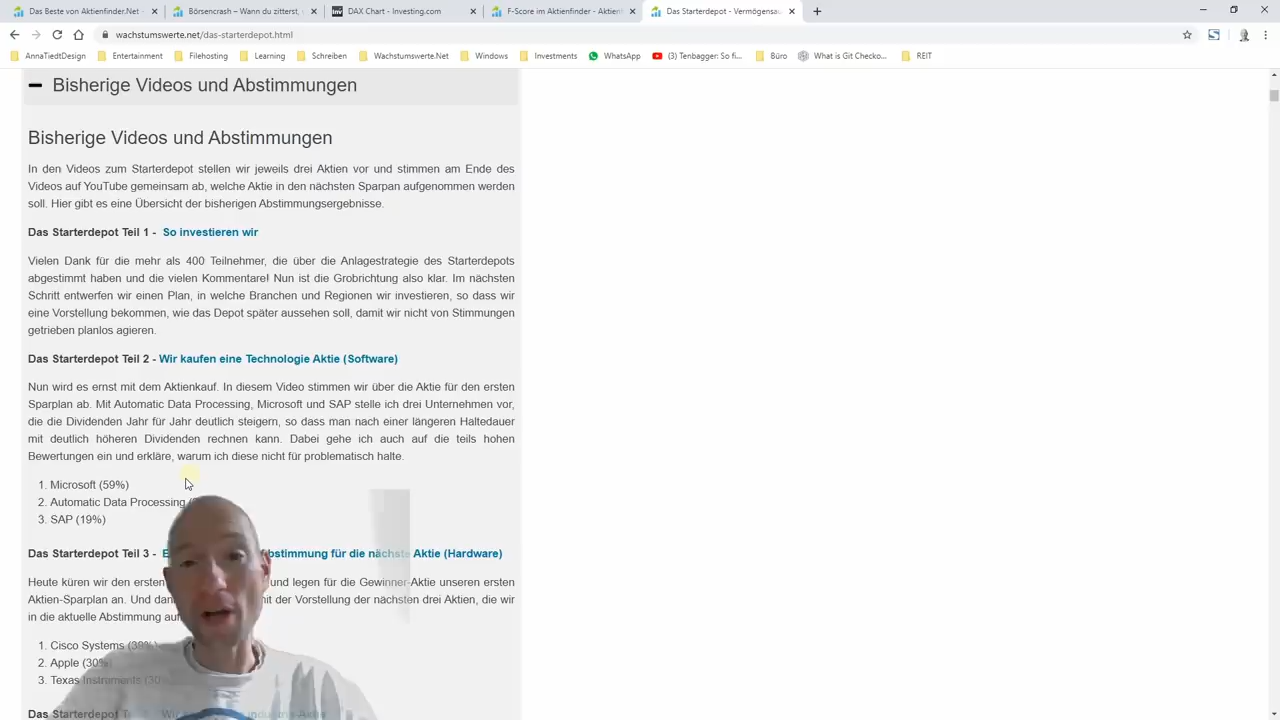 Das Beste von Aktienfinder.Net -
Börsencrash – Wann du zitterst,
DAX Chart - Investing.com
F-Score im Aktienfinder - Aktien
Das Starterdepot - Vermögensau
wachstumswerte.net/das-starterdepot.html
AnnaTiedtDesign
Entertainment
Filehosting
Learning
Schreiben
Wachstumswerte.Net
Windows
Investments
WhatsApp
(3) Tenbagger: So fi...
Büro
What is Git Checko...
REIT
Bisherige Videos und Abstimmungen
Bisherige Videos und Abstimmungen
In den Videos zum Starterdepot stellen wir jeweils drei Aktien vor und stimmen am Ende des
Videos auf YouTube gemeinsam ab, welche Aktie in den nächsten Sparpan aufgenommen werden
soll. Hier gibt es eine Übersicht der bisherigen Abstimmungsergebnisse.
Das Starterdepot Teil 1 - So investieren wir
Vielen Dank für die mehr als 400 Teilnehmer, die über die Anlagestrategie des Starterdepots
abgestimmt haben und die vielen Kommentare! Nun ist die Grobrichtung also klar. Im nächsten
Schritt entwerfen wir einen Plan, in welche Branchen und Regionen wir investieren, so dass wir
eine Vorstellung bekommen, wie das Depot später aussehen soll, damit wir nicht von Stimmungen
getrieben planlos agieren.
Das Starterdepot Teil 2 - Wir kaufen eine Technologie Aktie (Software)
Nun wird es ernst mit dem Aktienkauf. In diesem Video stimmen wir über die Aktie für den ersten
Sparplan ab. Mit Automatic Data Processing, Microsoft und SAP stelle ich drei Unternehmen vor,
die die Dividenden Jahr für Jahr deutlich steigern, so dass man nach einer längeren Haltedauer
mit deutlich höheren Dividenden rechnen kann. Dabei gehe ich auch auf die teils hohen
Bewertungen ein und erkläre, warum ich diese nicht für problematisch halte.
1. Microsoft (59%)
2. Automatic Data Processing
3. SAP (19%)
Das Starterdepot Teil 3 - bstimmung für die nächste Aktie (Hardware)
Heute küren wir den ersten und legen für die Gewinner-Aktie unseren ersten
Aktien-Sparplan an. Und dan mit der Vorstellung der nächsten drei Aktien, die wir
in die aktuelle Abstimmung auf
1. Cisco Systems (39%)
2. Apple (30%
3. Texas Instruments (30
Das Starterdepot